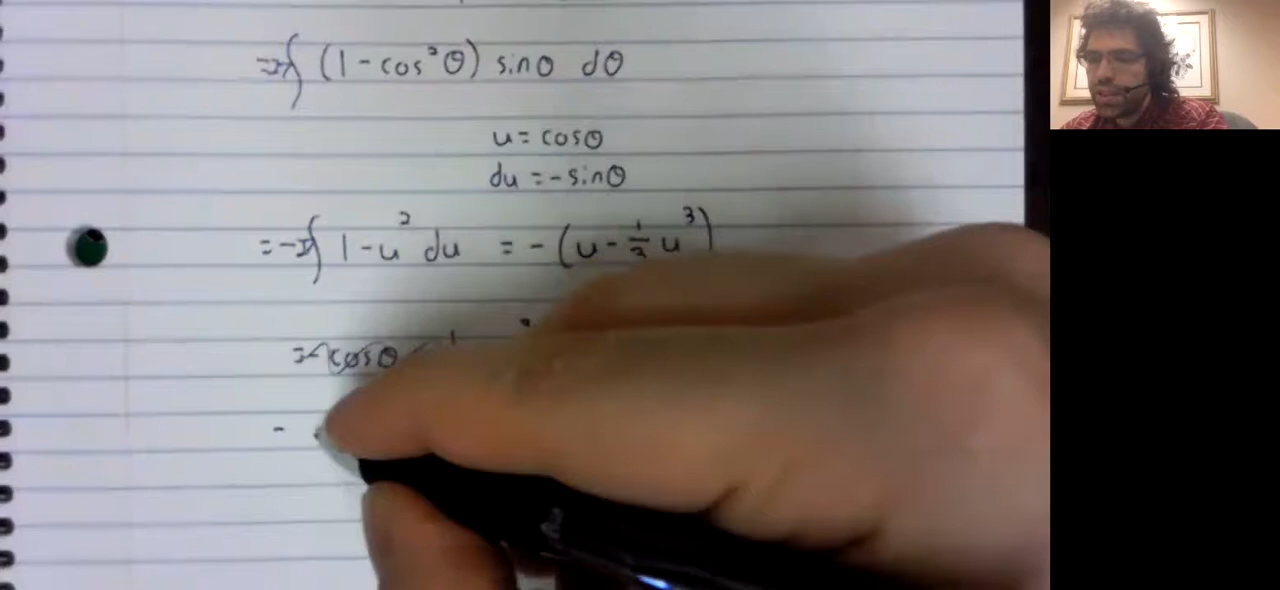 =∫ (1 - cos²θ) sinθ dθ
u = cosθ
du = - sinθ
= -∫ 1 - u² du = - (u - 1/3 u³)
= - cosθ
-